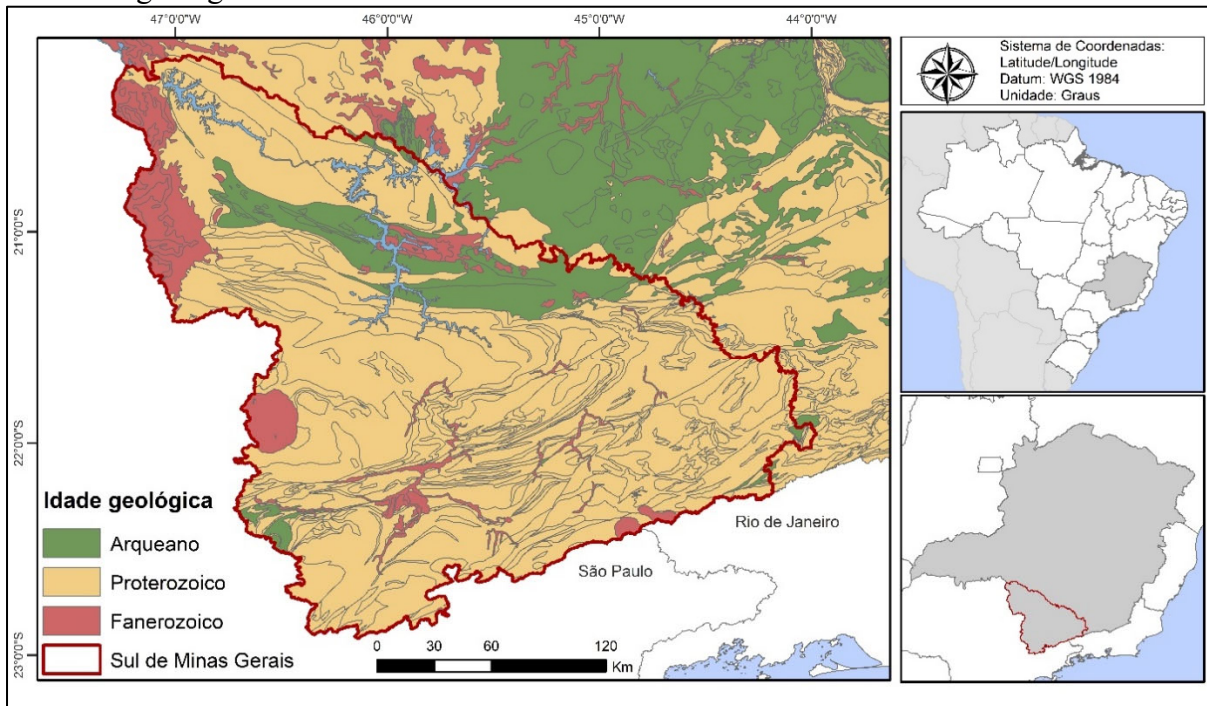 47°0'0"W
46°0'0"W
45°0'0"W
44°0'0"W
21°0'0"S
22°0'0"S
23°0'0"S
Idade geológica
Arqueano
Proterozoico
Fanerozoico
Sul de Minas Gerais
Rio de Janeiro
São Paulo
0 30 60 120
Km
Sistema de Coordenadas:
Latitude/Longitude
Datum: WGS 1984
Unidade: Graus